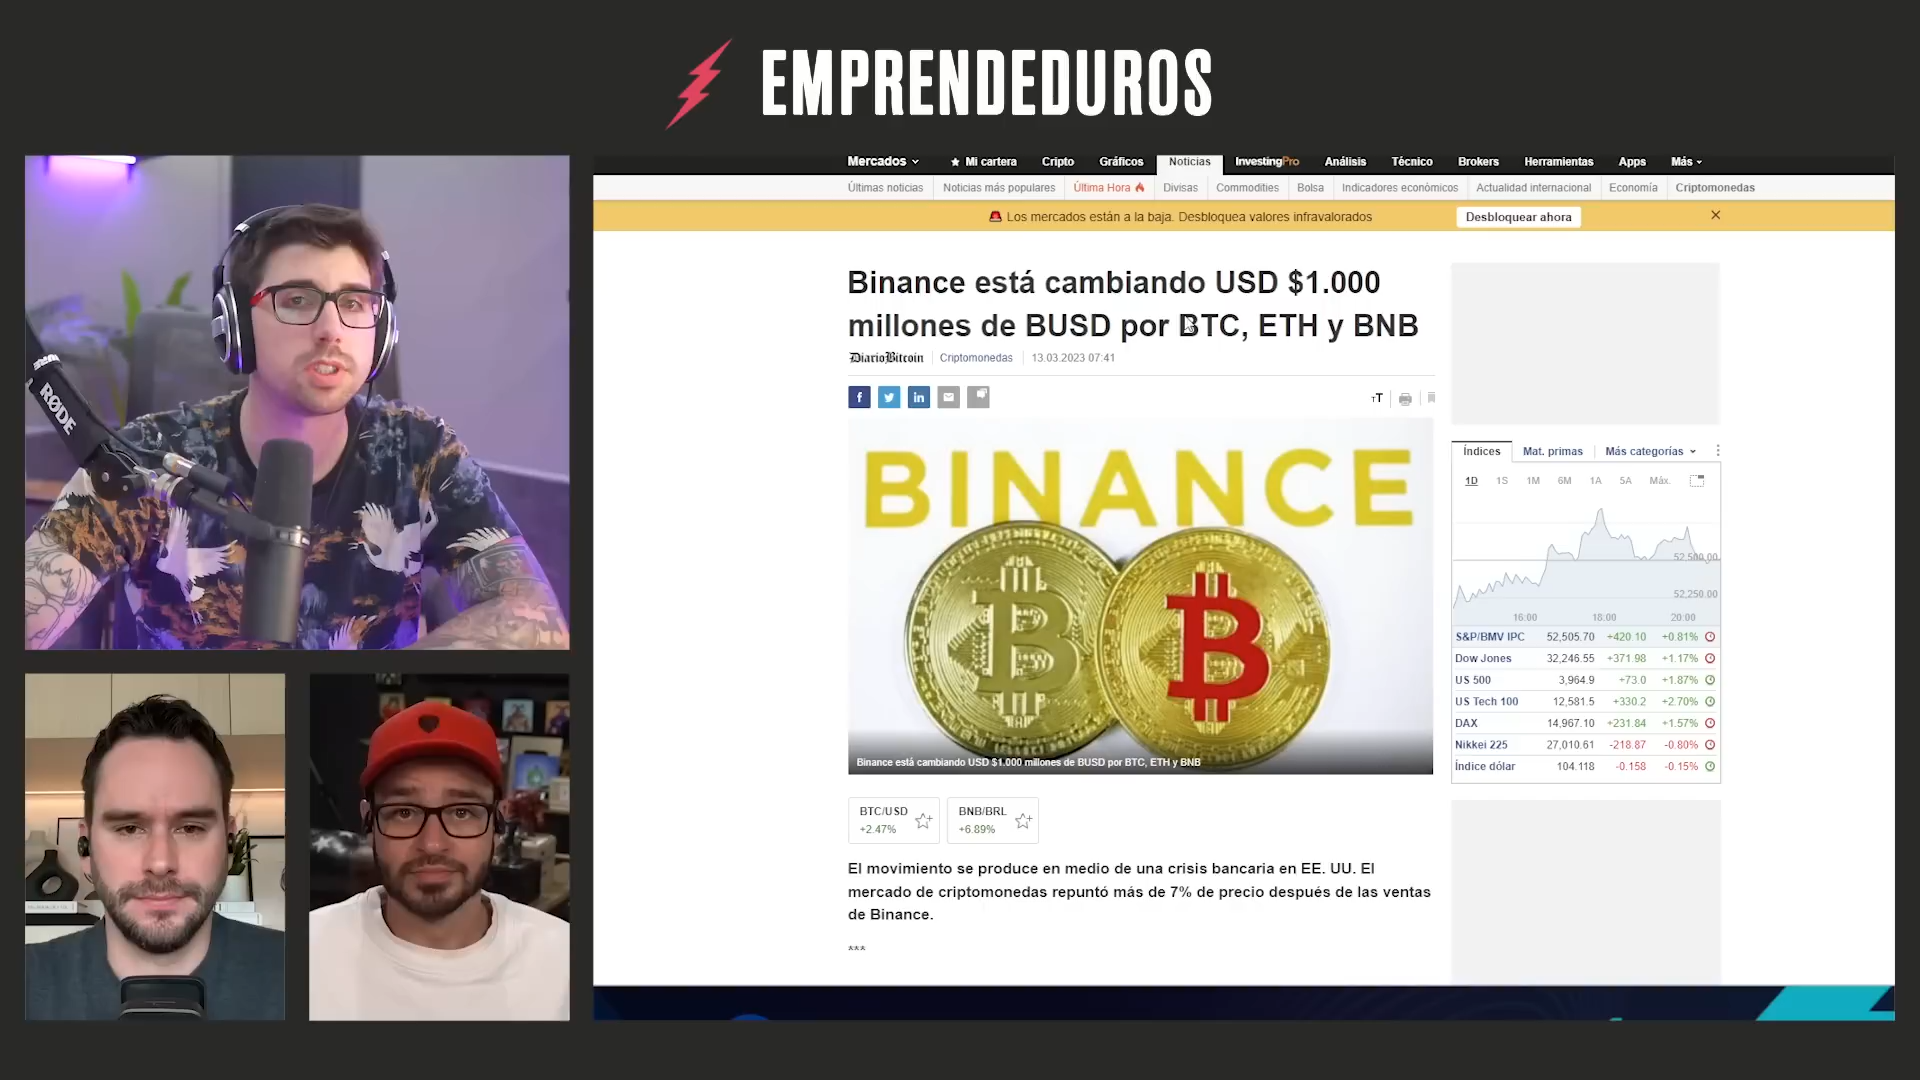 EMPRENDEDUROS
RØDE
Mercados
Mi cartera
Cripto
Gráficos
Noticias
InvestingPro
Análisis
Técnico
Brokers
Herramientas
Apps
Más
Últimas noticias
Noticias más populares
Última Hora
Divisas
Commodities
Bolsa
Indicadores económicos
Actualidad internacional
Economía
Criptomonedas
Los mercados están a la baja. Desbloquea valores infravalorados
Desbloquear ahora
Binance está cambiando USD $1.000
millones de BUSD por BTC, ETH y BNB
DiarioBitcoin
Criptomonedas
13.03.2023 07:41
BINANCE
Binance está cambiando USD $1.000 millones de BUSD por BTC, ETH y BNB
BTC/USD
+2.47%
BNB/BRL
+6.89%
El movimiento se produce en medio de una crisis bancaria en EE. UU. El
mercado de criptomonedas repuntó más de 7% de precio después de las ventas
de Binance.
***
Índices
Mat. primas
Más categorías
1D 1S 1M 6M 1A 5A Máx.
52,500.00
52,250.00
16:00 18:00 20:00
S&P/BMV IPC 52,505.70 +420.10 +0.81%
Dow Jones 32,246.55 +371.98 +1.17%
US 500 3,964.9 +73.0 +1.87%
US Tech 100 12,581.5 +330.2 +2.70%
DAX 14,967.10 +231.84 +1.57%
Nikkei 225 27,010.61 -218.87 -0.80%
Índice dólar 104.118 -0.158 -0.15%